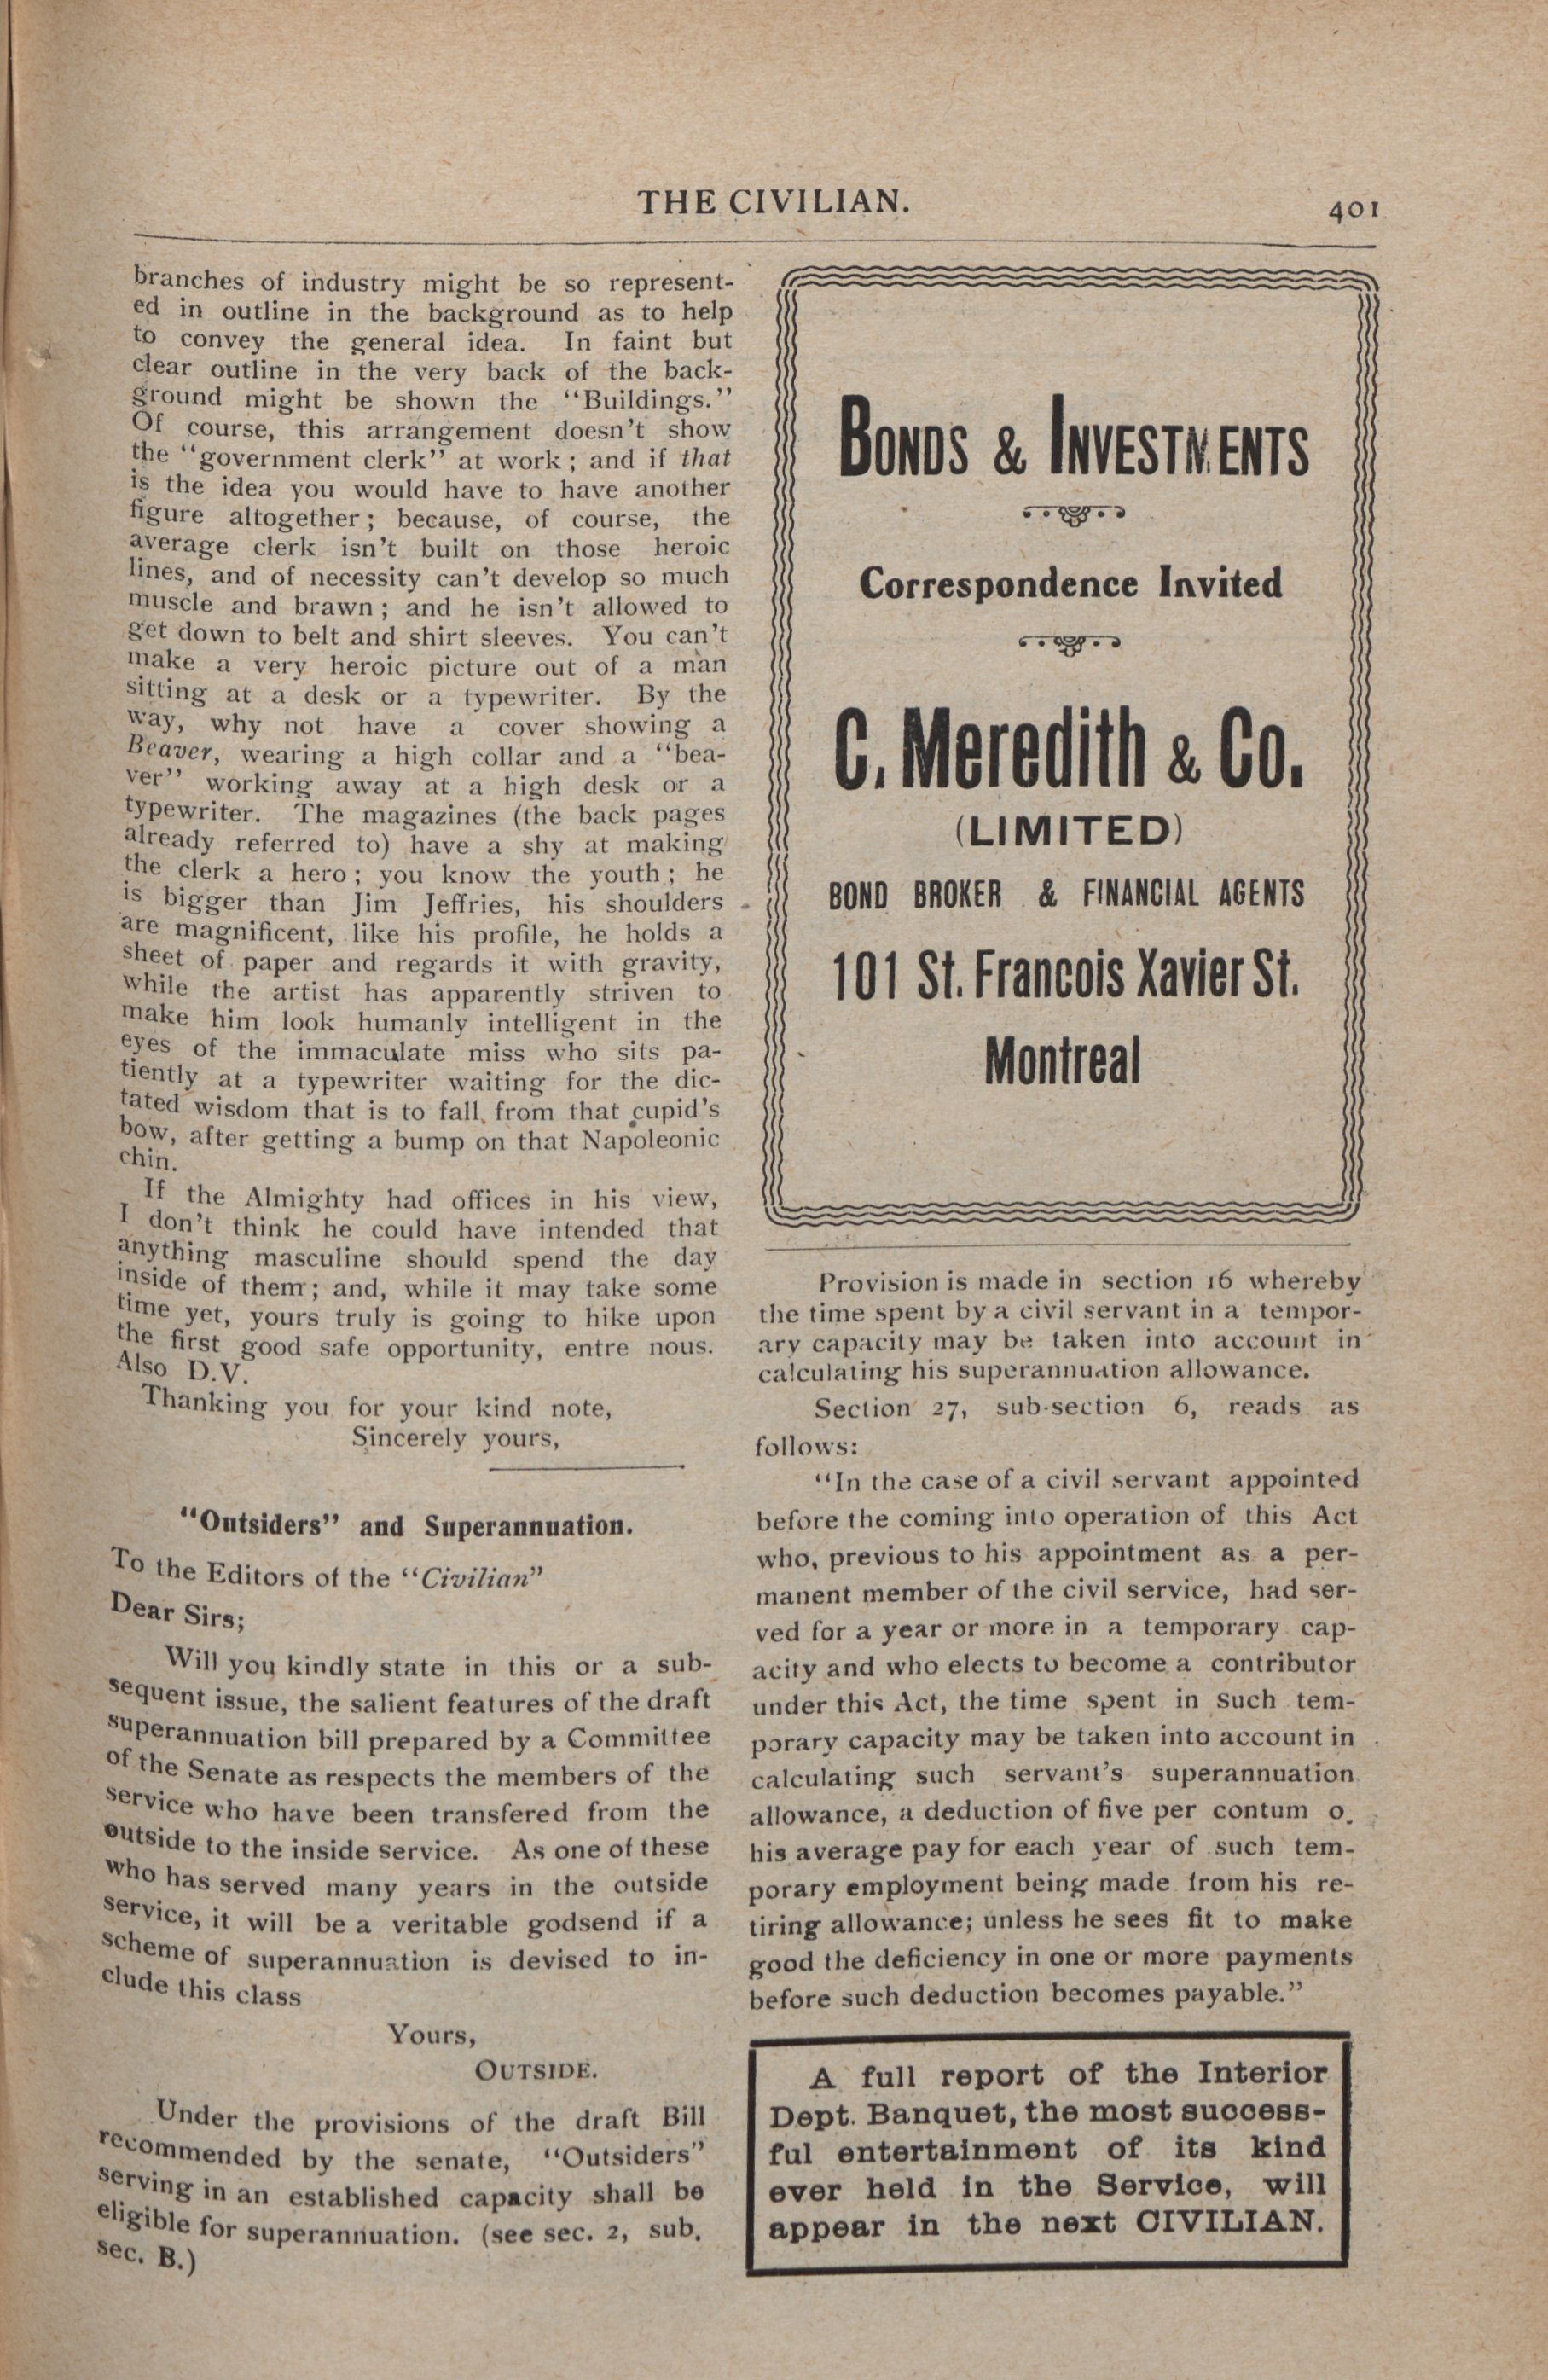 THE CIVILIAN.
401
branches of industry might be so represent-
ed in outline in the background as to help
to convey the general idea. In faint but
clear outline in the very back of the back-
ground might be shown the "Buildings."
Of course, this arrangement doesn't show
the "government clerk" at work; and if that
is the idea you would have to have another
figure altogether; because, of course, the
average clerk isn't built on those heroic
lines, and of necessity can't develop so much
muscle and brawn; and he isn't allowed to
get down to belt and shirt sleeves. You can't
make a very heroic picture out of a man
sitting at a desk or a typewriter. By the
way, why not have a cover showing a
Beaver, wearing a high collar and a "bea-
ver" working away at a high desk or a
typewriter. The magazines (the back pages
already referred to) have a shy at making
the clerk a hero; you know the youth; he
is bigger than Jim Jeffries, his shoulders
are magnificent, like his profile, he holds a
sheet of paper and regards it with gravity,
while the artist has apparently striven to
make him look humanly intelligent in the
eyes of the immaculate miss who sits pa-
tiently at a typewriter waiting for the dic-
tated wisdom that is to fall from that cupid's
bow, after getting a bump on that Napoleonic
chin.
If the Almighty had offices in his view,
I don't think he could have intended that
anything masculine should spend the day
inside of them; and, while it may take some
time yet, yours truly is going to hike upon
the first good safe opportunity, entre nous.
Also D.V.
Thanking you for your kind note,
Sincerely yours,
"Outsiders" and Superannuation.
To the Editors of the "Civilian"
Dear Sirs;
Will you kindly state in this or a sub-
sequent issue, the salient features of the draft
superannuation bill prepared by a Committee
of the Senate as respects the members of the
service who have been transfered from the
outside to the inside service. As one of these
who has served many years in the outside
service, it will be a veritable godsend if a
scheme of superannuation is devised to in-
clude this class
Yours,
OUTSIDE.
Under the provisions of the draft Bill
recommended by the senate, "Outsiders"
serving in an established capacity shall be
eligible for superannuation. (see sec. 2, sub.
sec. B.)
BONDS & INVESTMENTS
Correspondence Invited
C. Meredith & Co.
(LIMITED)
BOND BROKER & FINANCIAL AGENTS
101 St. Francois Xavier St.
Montreal
Provision is made in section 16 whereby
the time spent by a civil servant in a tempor-
ary capacity may be taken into account in
calculating his superannuation allowance.
Section 27, sub-section 6, reads as
follows:
"In the case of a civil servant appointed
before the coming into operation of this Act
who, previous to his appointment as a per-
manent member of the civil service, had ser-
ved for a year or more in a temporary cap-
acity and who elects to become a contributor
under this Act, the time spent in such tem-
porary capacity may be taken into account in
calculating such servant's superannuation
allowance, a deduction of five per contum o.
his average pay for each year of such tem-
porary employment being made from his re-
tiring allowance; unless he sees fit to make
good the deficiency in one or more payments
before such deduction becomes payable."
A full report of the Interior
Dept. Banquet, the most success-
ful entertainment of its kind
ever held in the Service, will
appear in the next CIVILIAN.